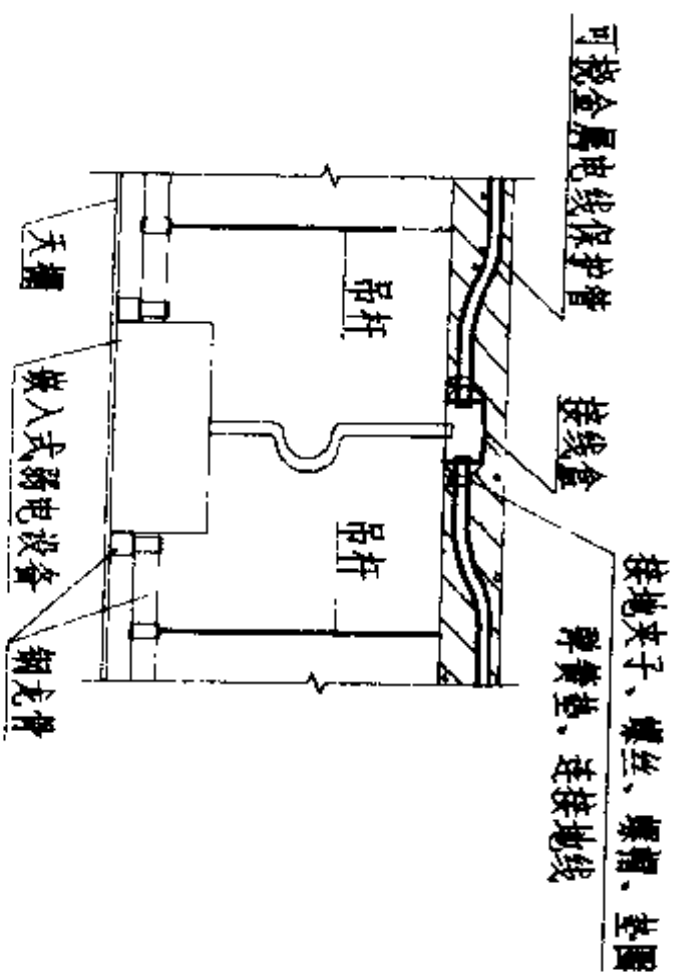 可挠金属电线保护管
接线盒
接地夹子、螺丝、螺帽、垫圈
弹簧垫、连接地线
吊杆
吊杆
天棚
嵌入式弱电设备
钢龙骨